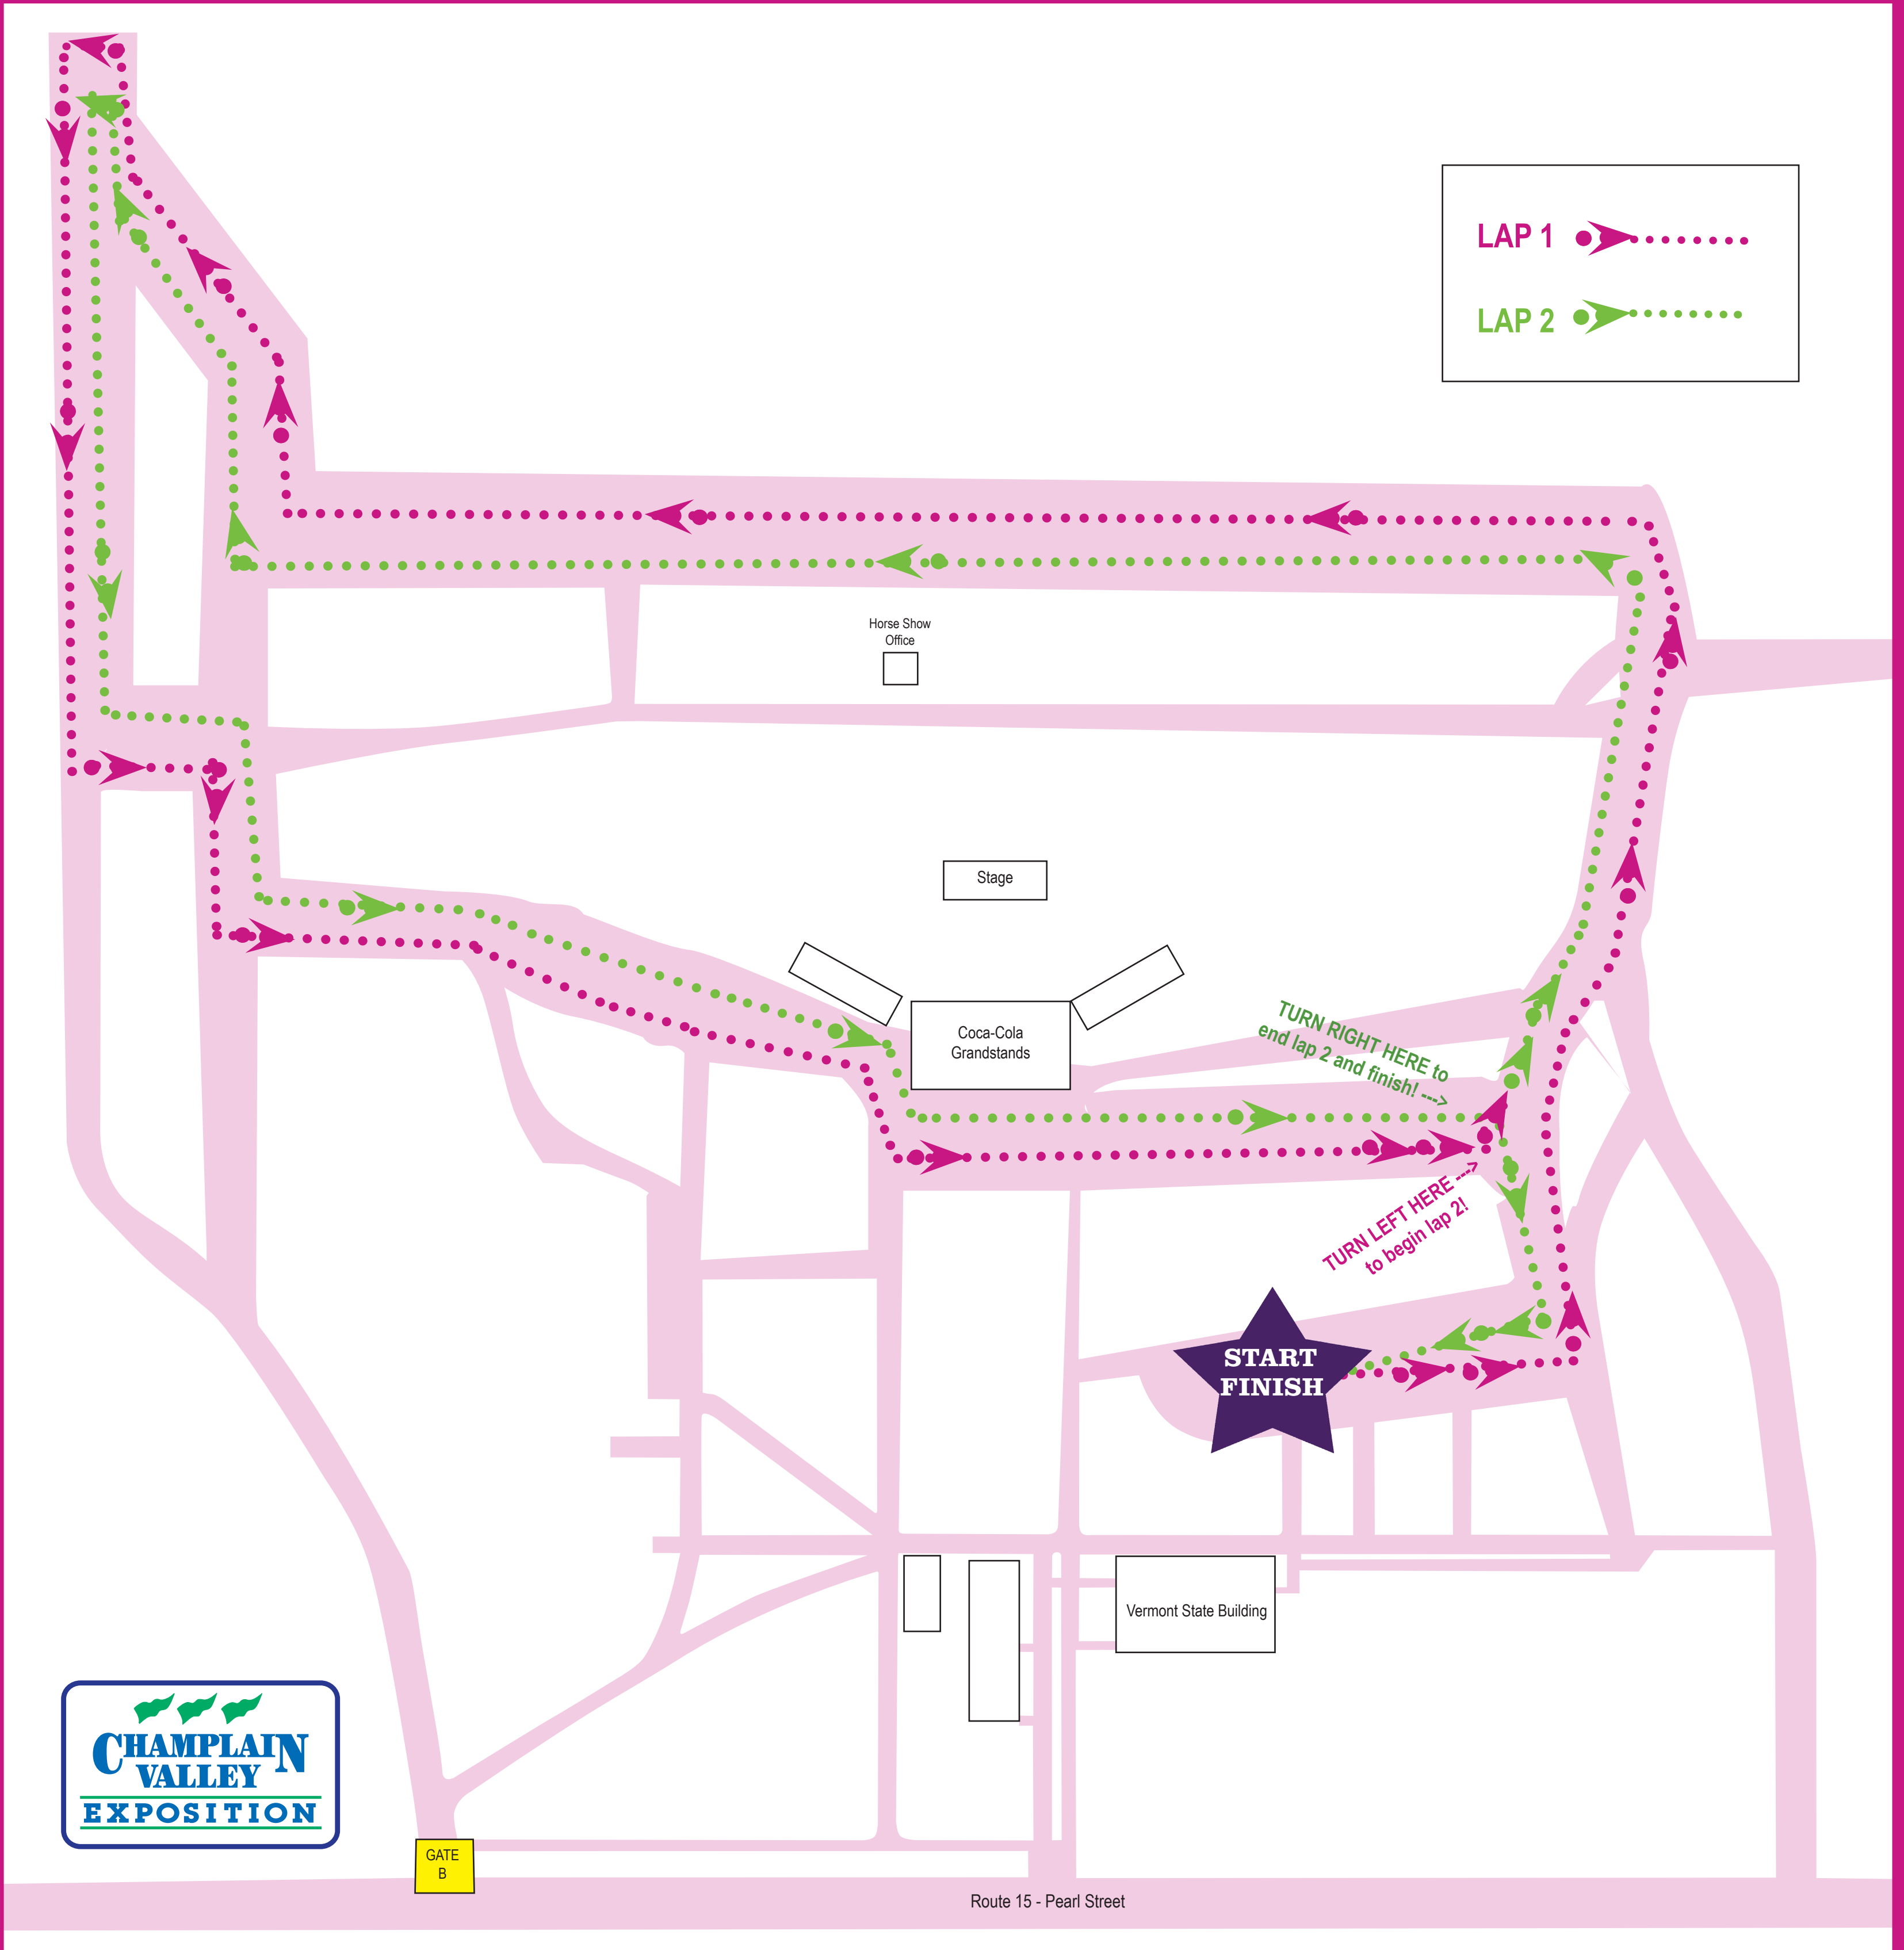 LAP 1
LAP 2
Horse Show
Office
Stage
Coca-Cola
Grandstands
TURN RIGHT HERE to
end lap 2 and finish! --->
TURN LEFT HERE --->
to begin lap 2!
START
FINISH
Vermont State Building
CHAMPLAIN
VALLEY
EXPOSITION
GATE
B
Route 15 - Pearl Street